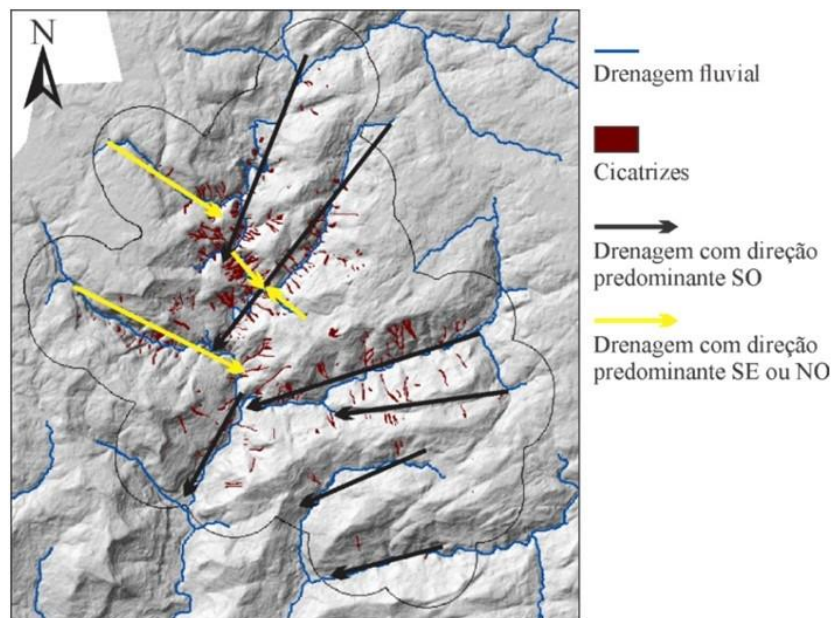 N
Drenagem fluvial
Cicatrizes
Drenagem com direção
predominante SO
Drenagem com direção
predominante SE ou NO